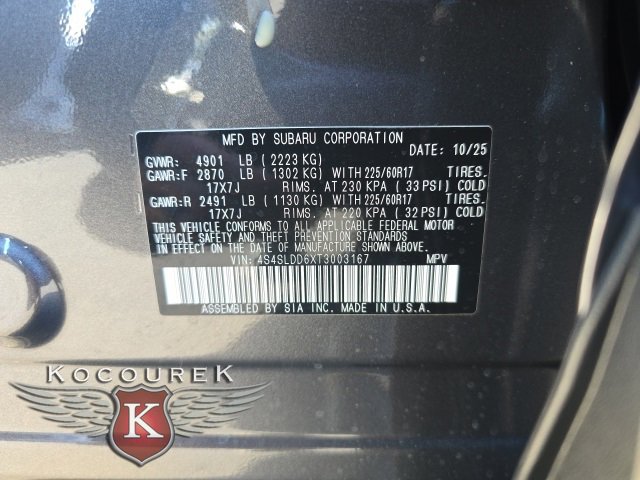 MFD BY SUBARU CORPORATION
DATE: 10/25
GVWR: 4901 LB ( 2223 KG)
GAWR:F 2870 LB ( 1302 KG) WITH 225/60R17 TIRES.
17X7J RIMS. AT 230 KPA ( 33 PSI) COLD
GAWR:R 2491 LB ( 1130 KG) WITH 225/60R17 TIRES.
17X7J RIMS. AT 220 KPA ( 32 PSI) COLD
THIS VEHICLE CONFORMS TO ALL APPLICABLE FEDERAL MOTOR
VEHICLE SAFETY AND THEFT PREVENTION STANDARDS
IN EFFECT ON THE DATE OF MANUFACTURE SHOWN ABOVE.
VIN: 4S4SLDD6XT3003167 MPV
ASSEMBLED BY SIA INC. MADE IN U.S.A.
KOCOUREK
K